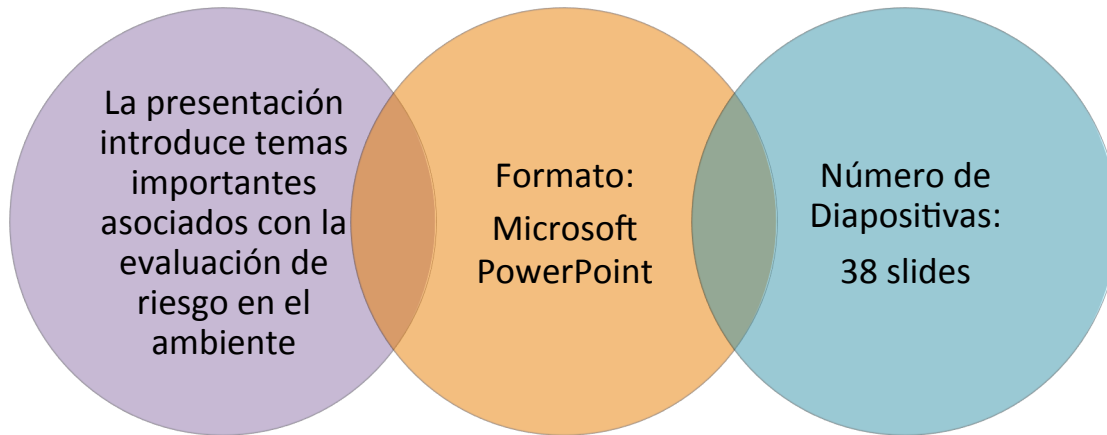 La presentación
introduce temas
importantes
asociados con la
evaluación de
riesgo en el
ambiente
Formato:
Microsoft
PowerPoint
Número de
Diapositivas:
38 slides